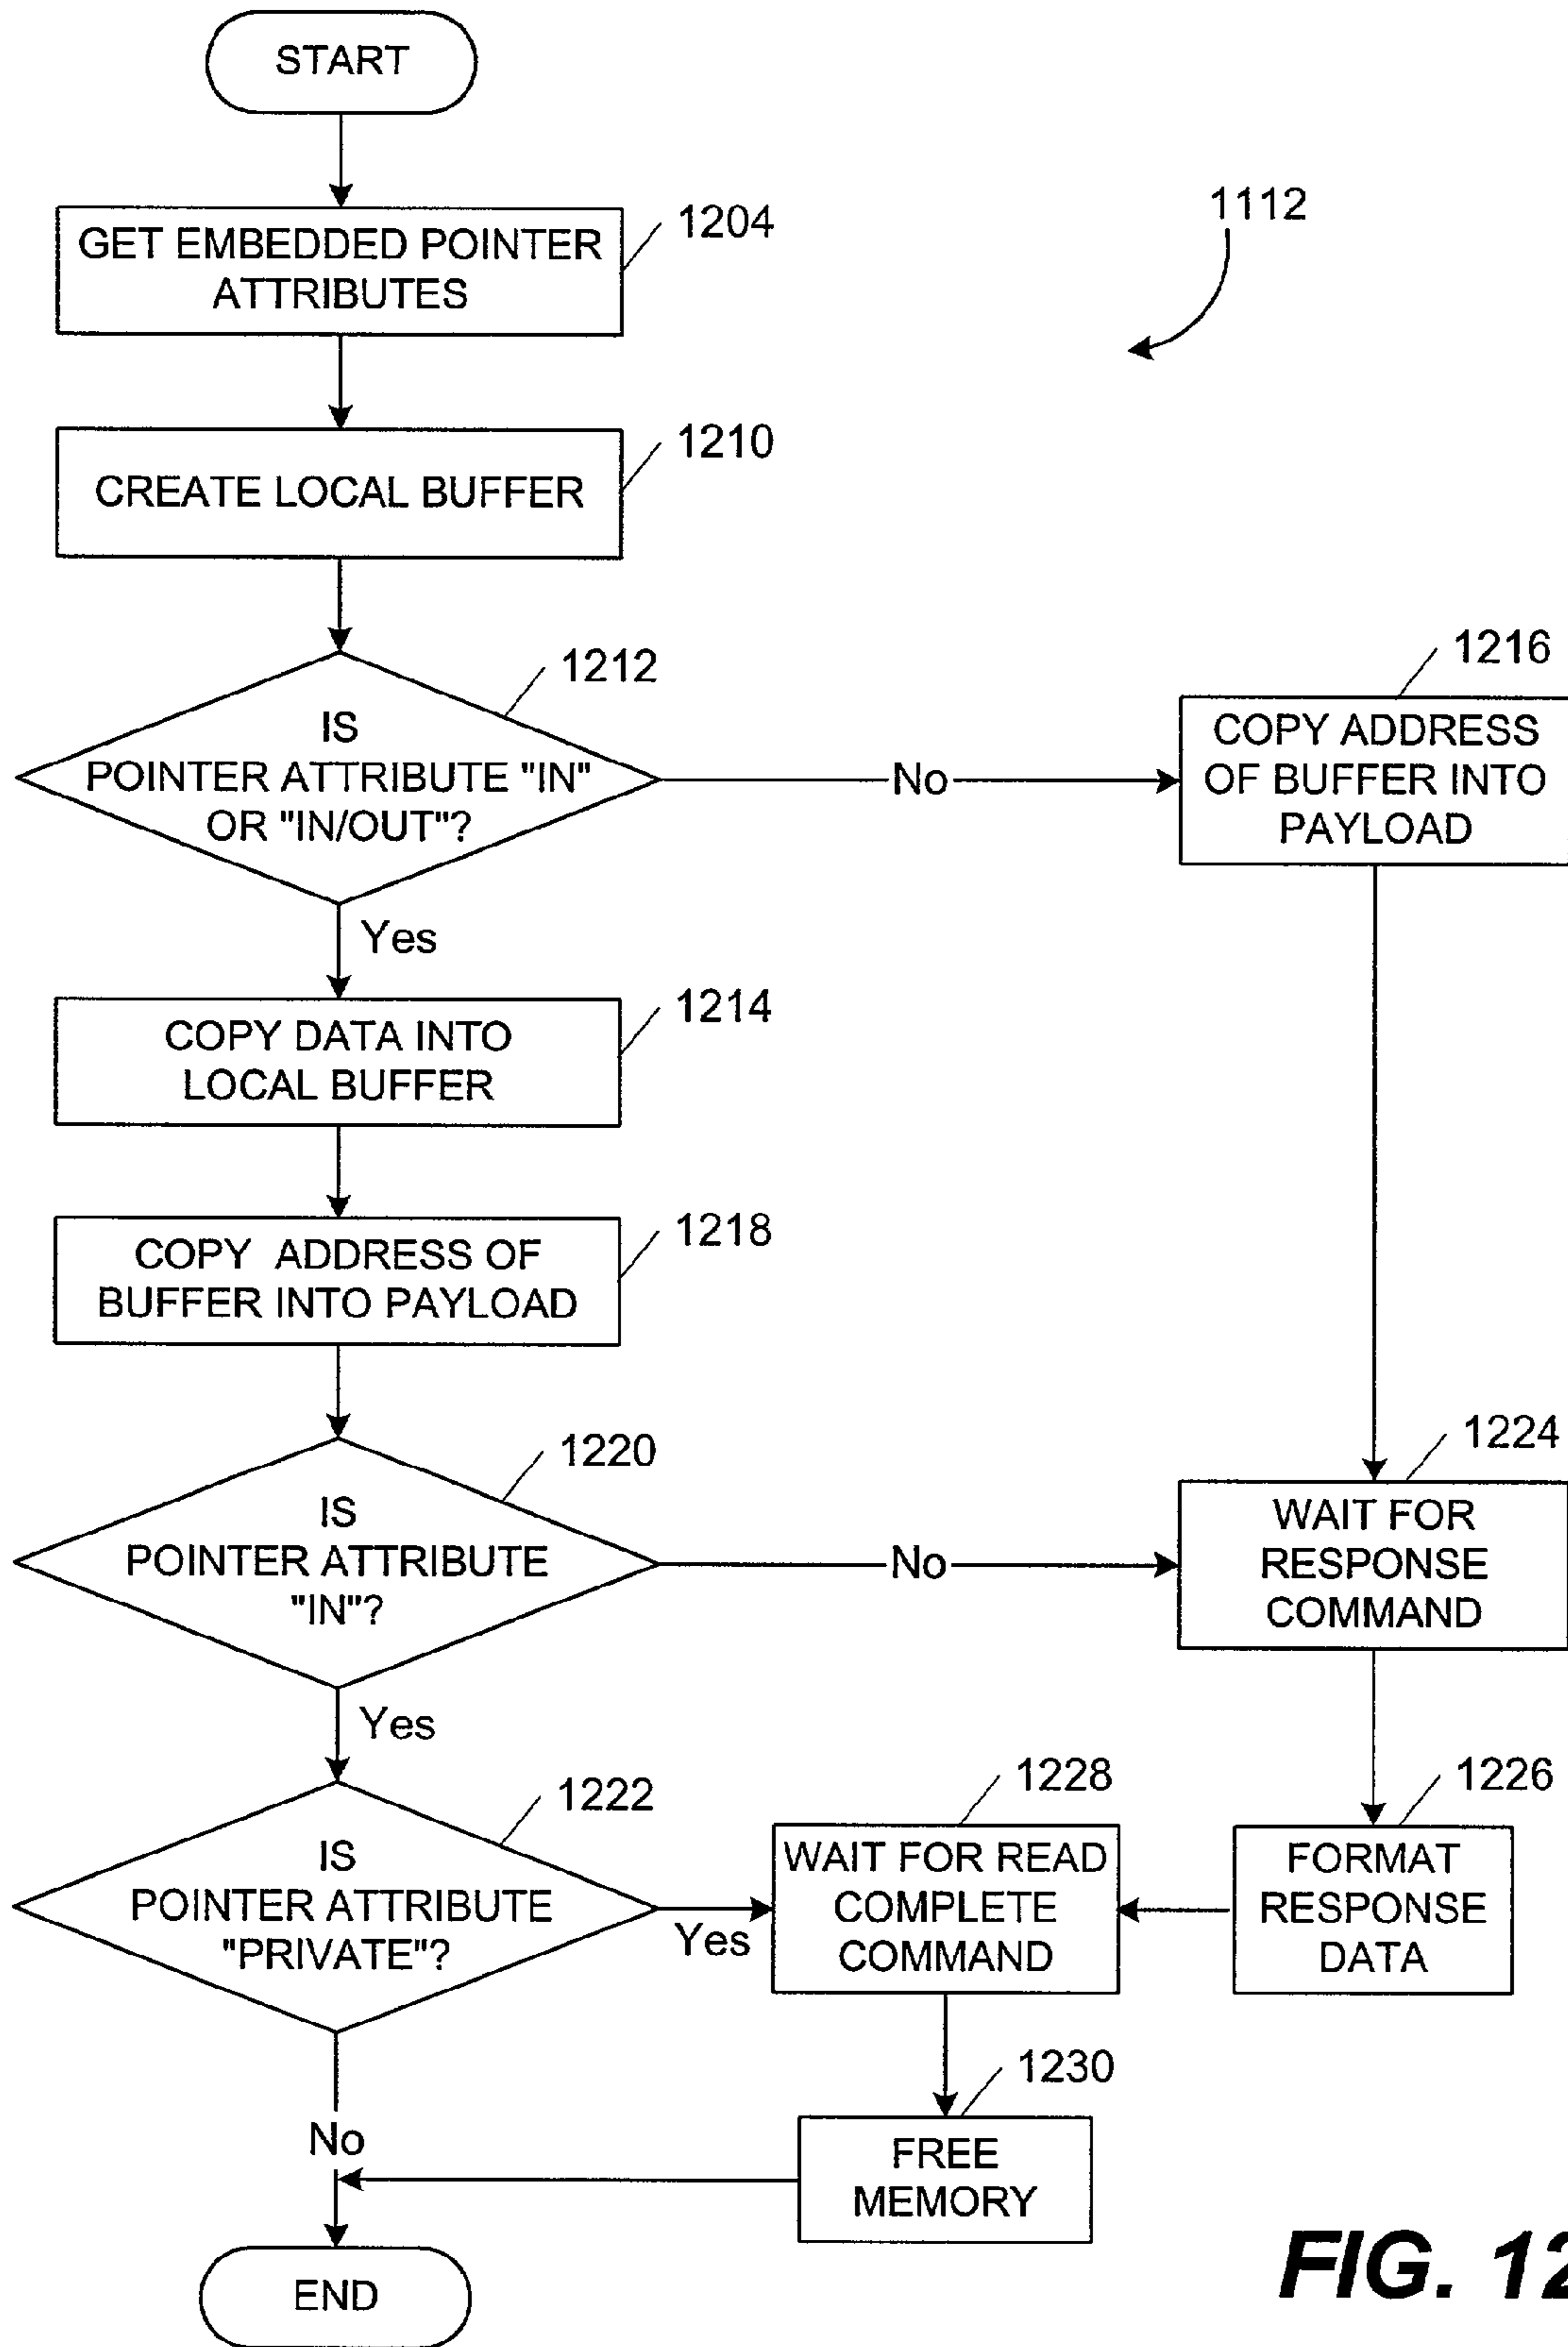 START
1112
1204
GET EMBEDDED POINTER
ATTRIBUTES
1210
CREATE LOCAL BUFFER
1212
IS
POINTER ATTRIBUTE "IN"
OR "IN/OUT"?
No
1216
COPY ADDRESS
OF BUFFER INTO
PAYLOAD
Yes
1214
COPY DATA INTO
LOCAL BUFFER
1218
COPY ADDRESS OF
BUFFER INTO PAYLOAD
1220
IS
POINTER ATTRIBUTE
"IN"?
No
1224
WAIT FOR
RESPONSE
COMMAND
Yes
1222
IS
POINTER ATTRIBUTE
"PRIVATE"?
Yes
1228
WAIT FOR READ
COMPLETE
COMMAND
1226
FORMAT
RESPONSE
DATA
No
1230
FREE
MEMORY
END
FIG. 12